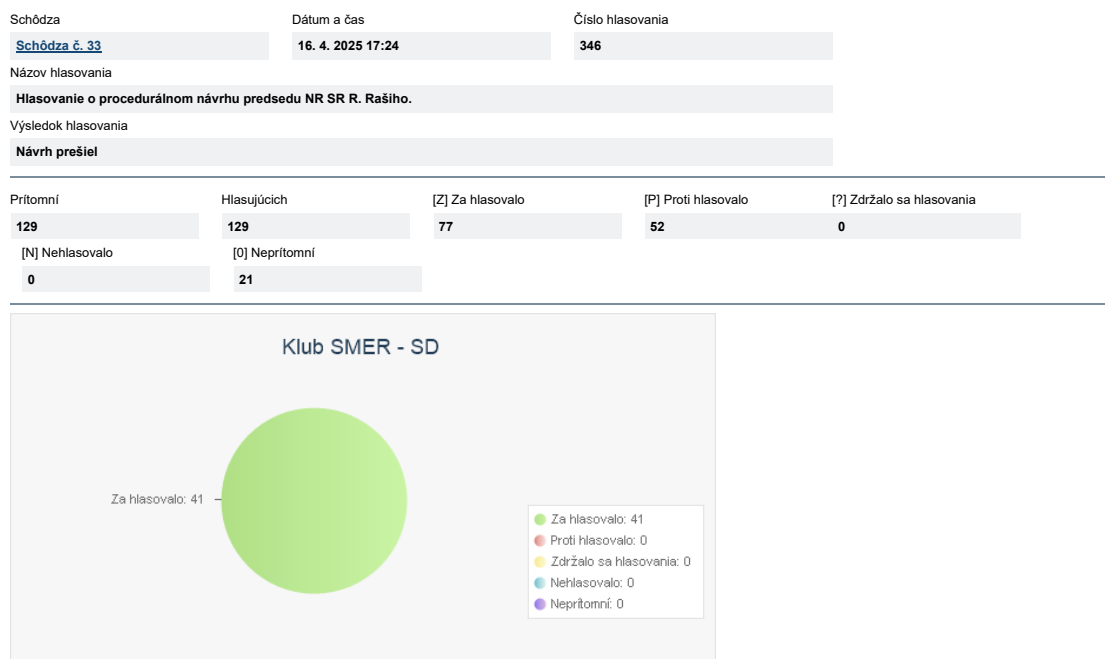 Schôdza Dátum a čas Číslo hlasovania
Schôdza č. 33 16. 4. 2025 17:24 346
Názov hlasovania
Hlasovanie o procedurálnom návrhu predsedu NR SR R. Rašiho.
Výsledok hlasovania
Návrh prešiel
Prítomní Hlasujúcich [Z] Za hlasovalo [P] Proti hlasovalo [?] Zdržalo sa hlasovania
129 129 77 52 0
[N] Nehlasovalo [0] Neprítomní
0 21
Klub SMER - SD
Za hlasovalo: 41
Za hlasovalo: 41
Proti hlasovalo: 0
Zdržalo sa hlasovania: 0
Nehlasovalo: 0
Neprítomní: 0